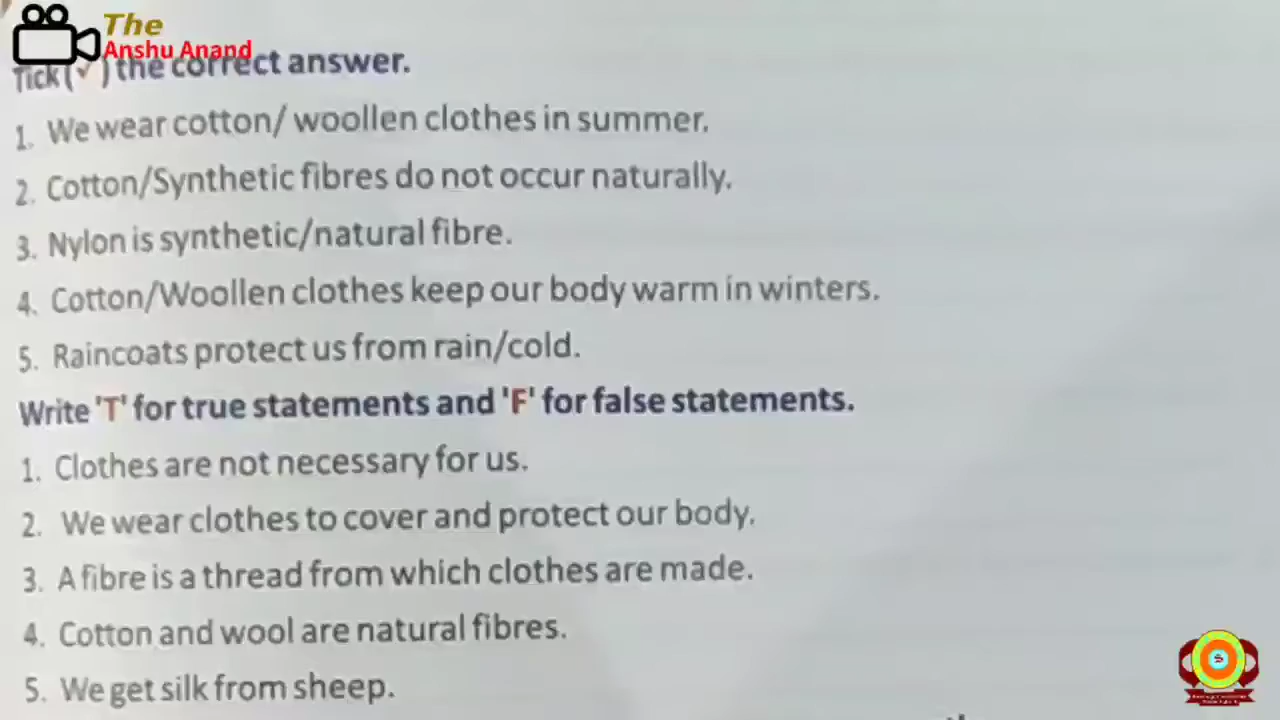 The
Anshu Anand
Tick (✓) the correct answer.
1. We wear cotton/ woollen clothes in summer.
2. Cotton/Synthetic fibres do not occur naturally.
3. Nylon is synthetic/natural fibre.
4. Cotton/Woollen clothes keep our body warm in winters.
5. Raincoats protect us from rain/cold.
Write 'T' for true statements and 'F' for false statements.
1. Clothes are not necessary for us.
2. We wear clothes to cover and protect our body.
3. A fibre is a thread from which clothes are made.
4. Cotton and wool are natural fibres.
5. We get silk from sheep.